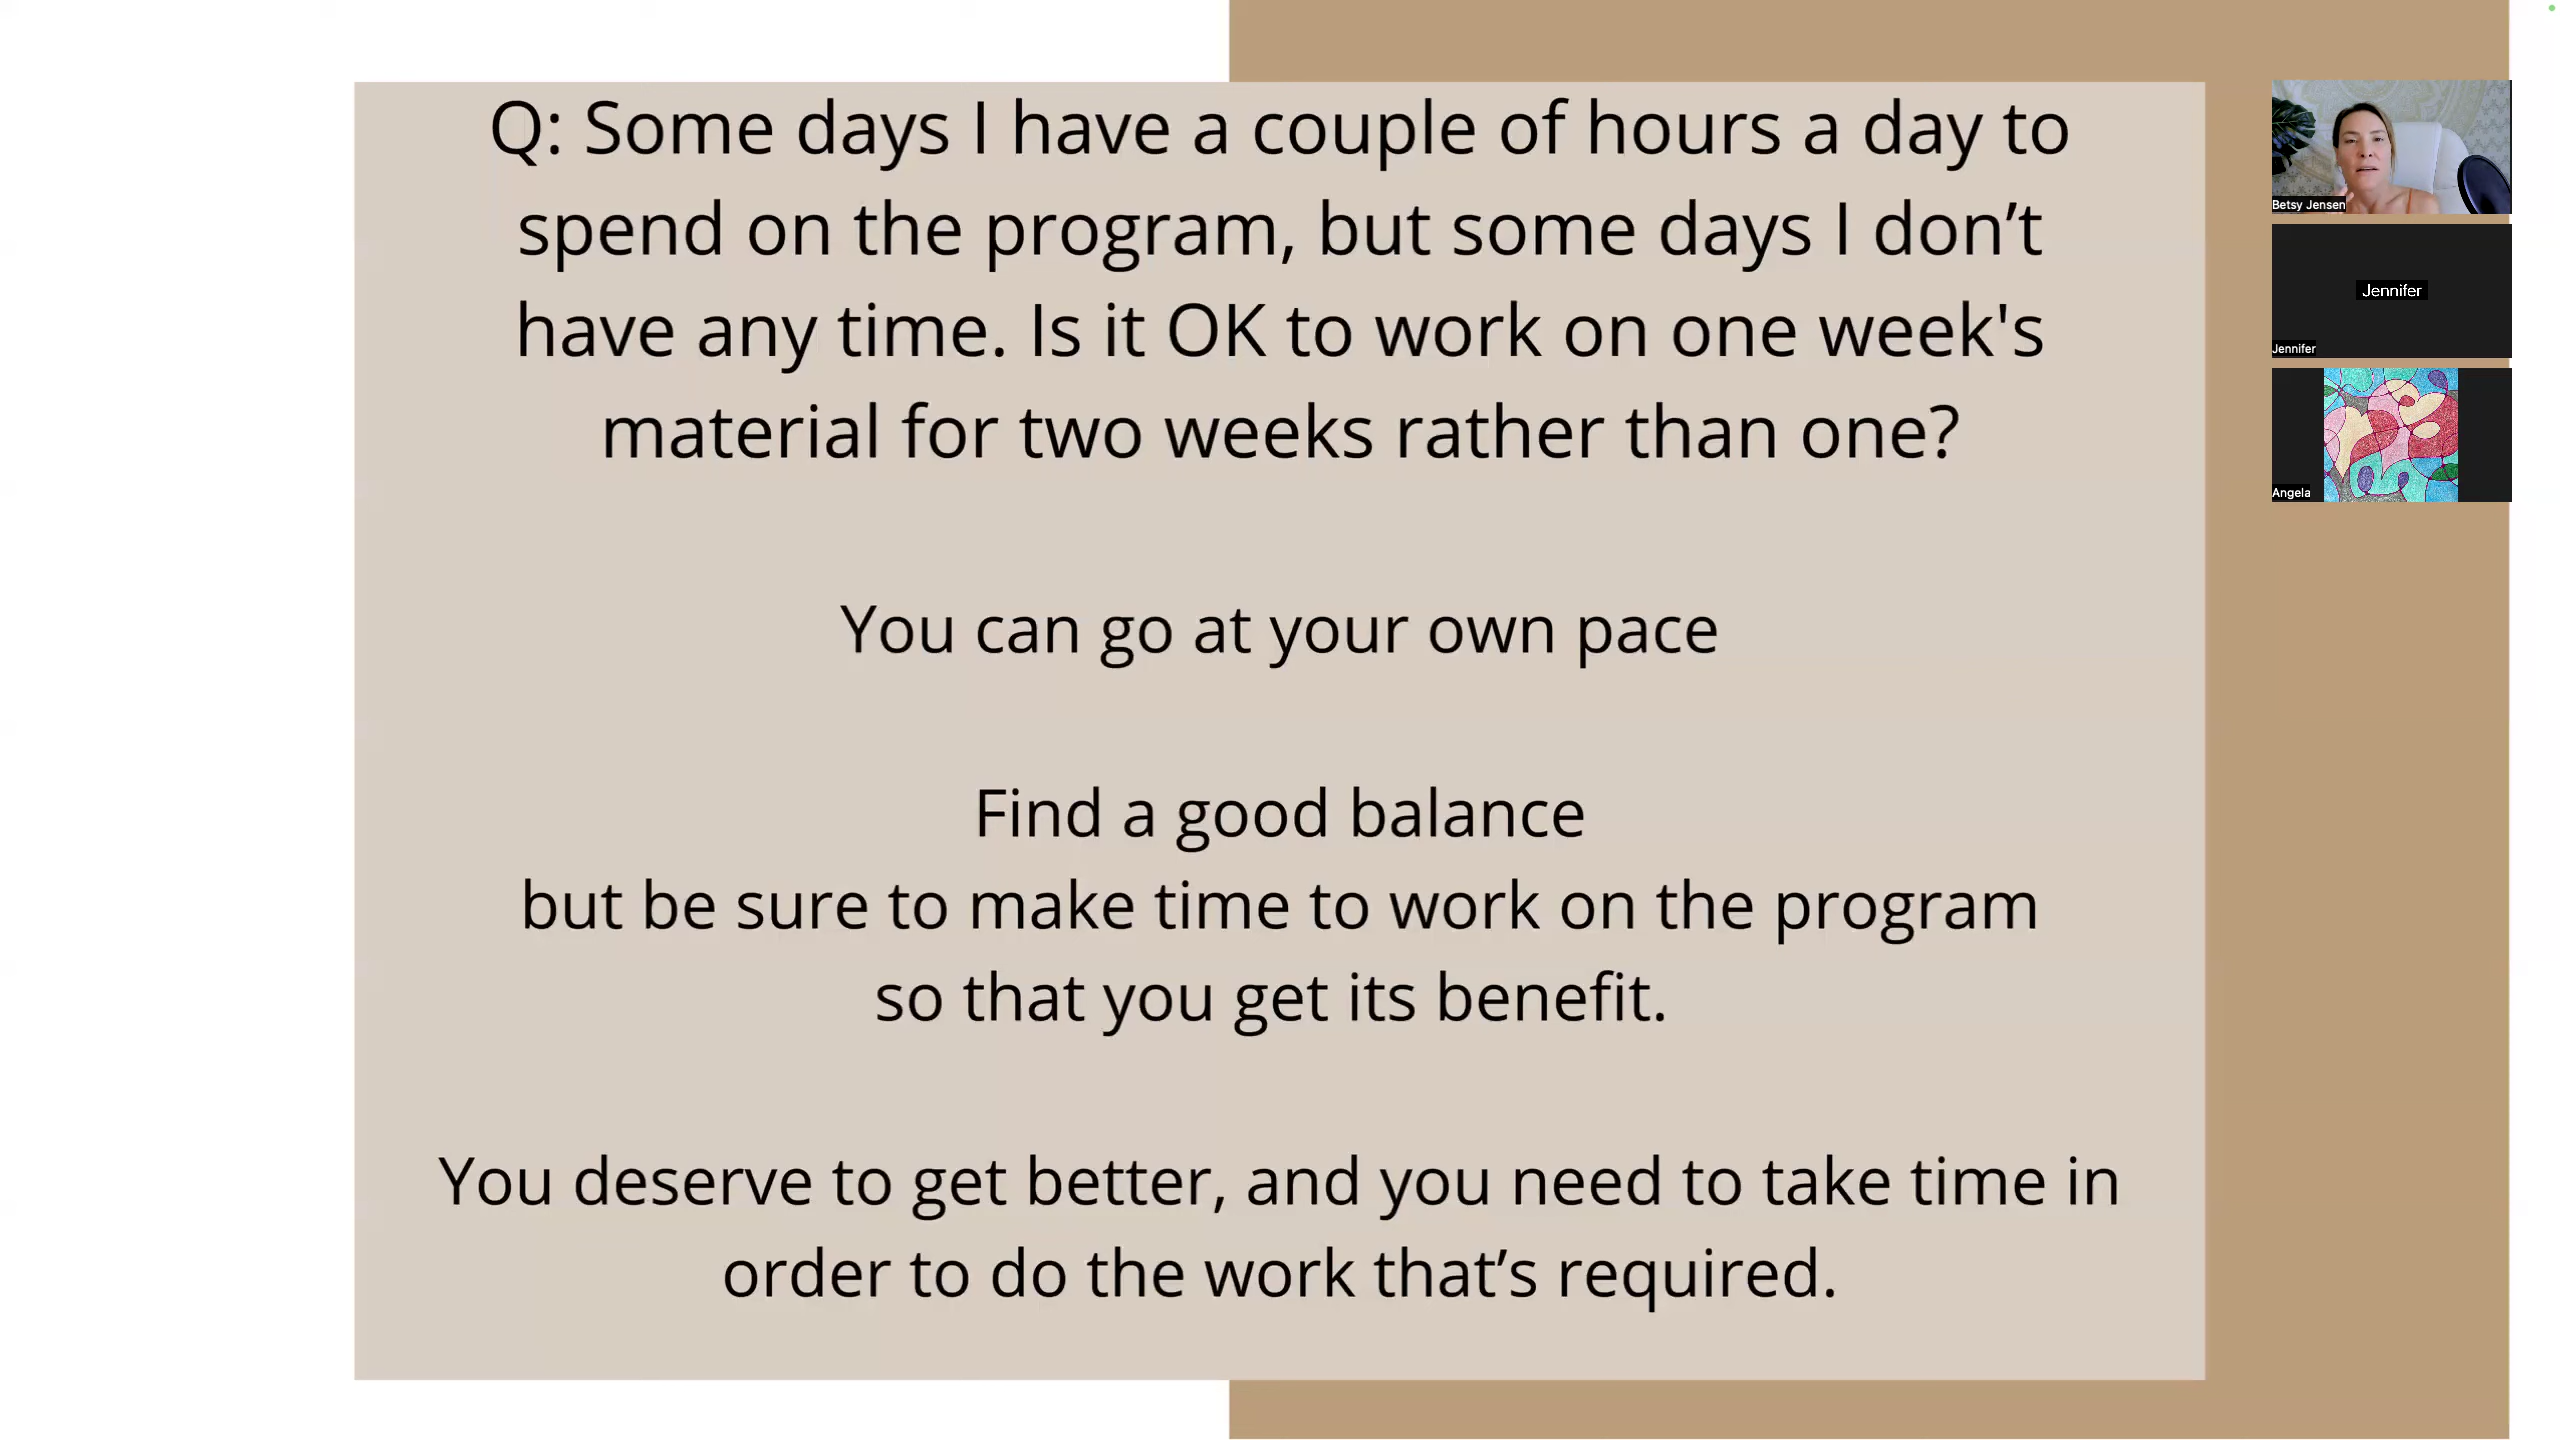 Q: Some days I have a couple of hours a day to
spend on the program, but some days I don’t
have any time. Is it OK to work on one week's
material for two weeks rather than one?
You can go at your own pace
Find a good balance
but be sure to make time to work on the program
so that you get its benefit.
You deserve to get better, and you need to take time in
order to do the work that’s required.
Betsy Jensen
Jennifer
Jennifer
Angela